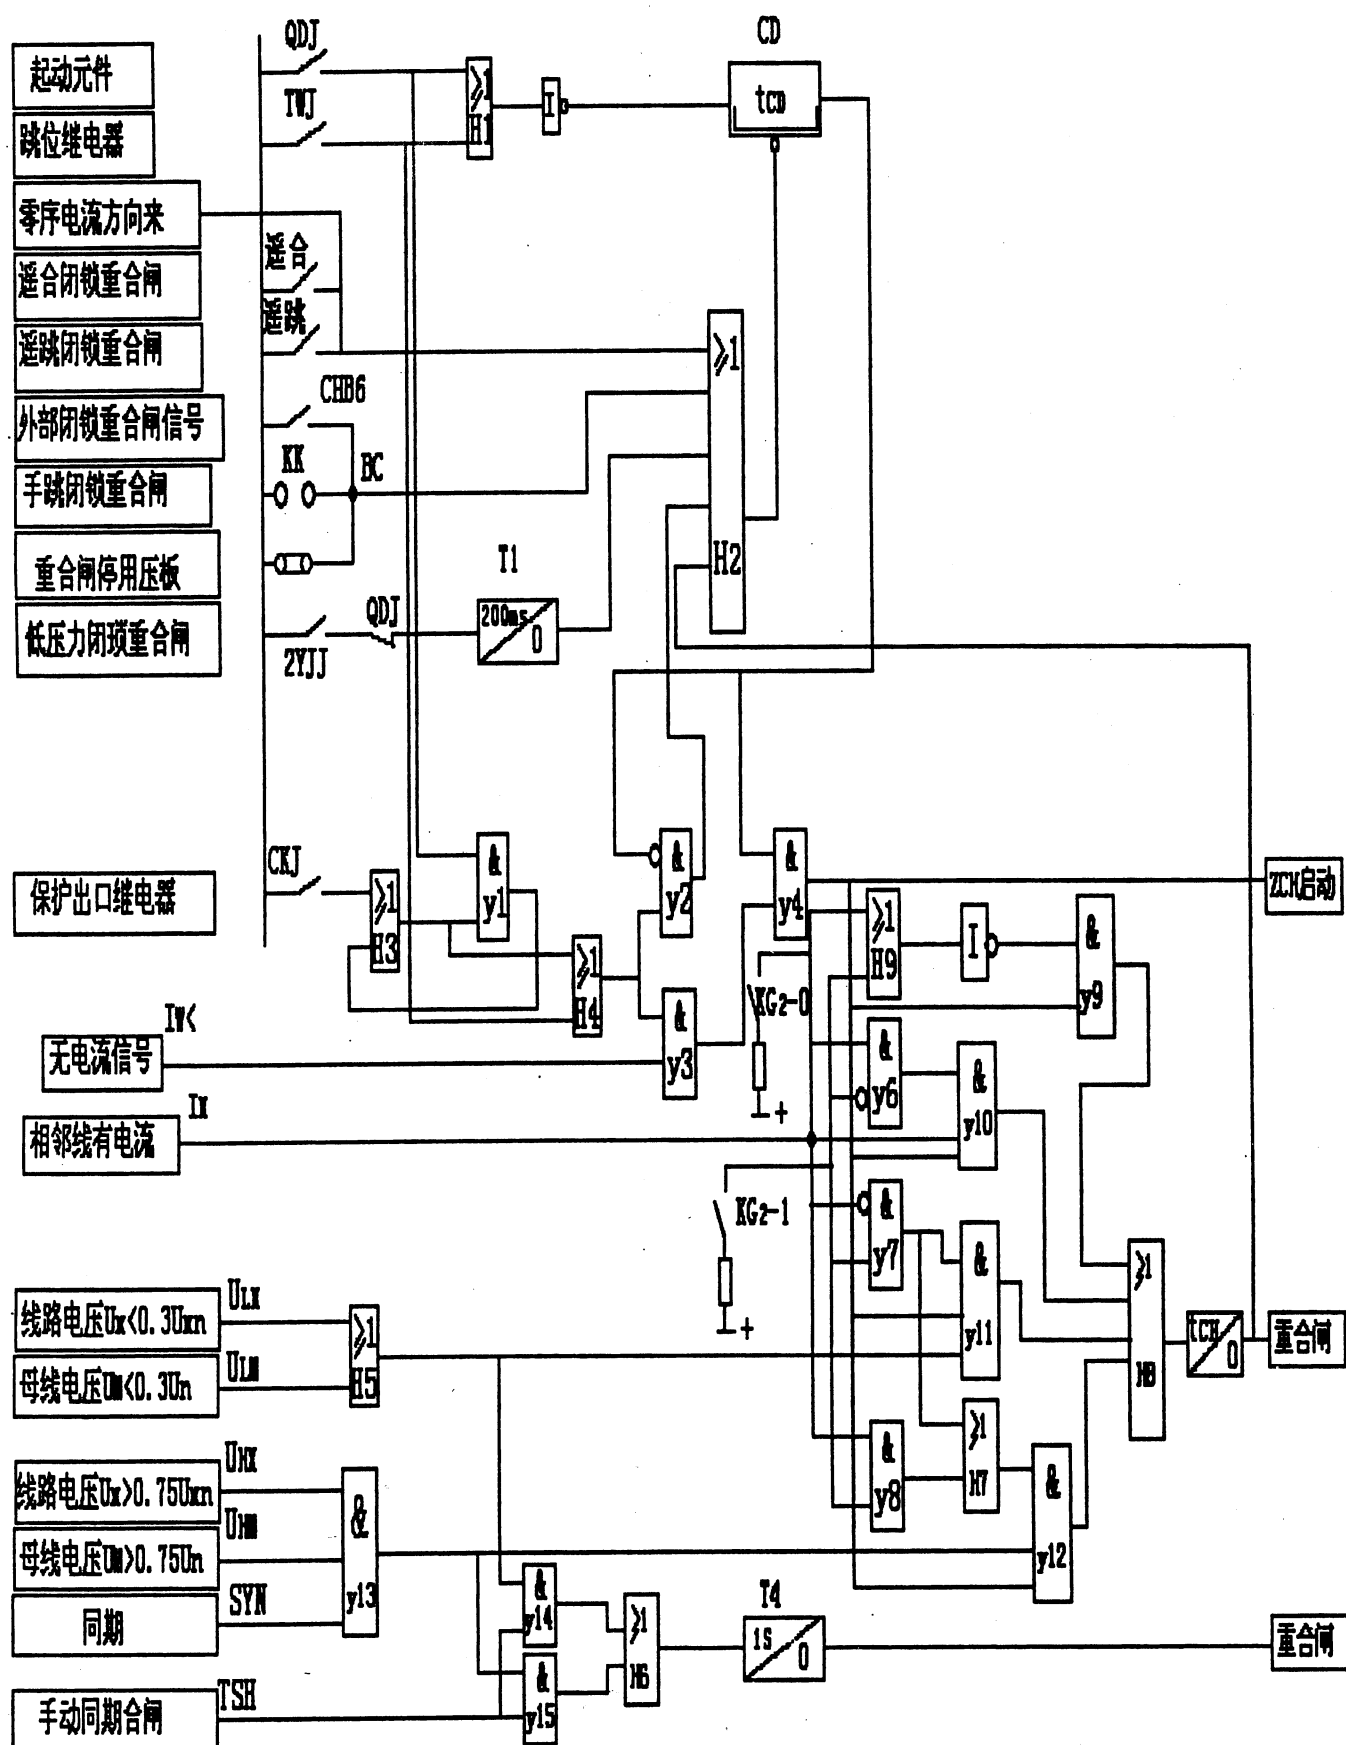 QDJ
CD
起动元件
≥1
I
tCD
TWJ
H1
跳位继电器
零序电流方向来
遥合
遥合闭锁重合闸
遥跳
遥跳闭锁重合闸
≥1
CHB6
外部闭锁重合闸信号
KK
BC
手跳闭锁重合闸
H2
重合闸停用压板
T1
QDJ
200ms
0
低压力闭琐重合闸
2YJJ
CKJ
保护出口继电器
≥1
H3
&
y1
&
y2
&
y4
ZCH启动
≥1
H9
I
&
y9
≥1
H4
KG2-0
IW<
无电流信号
&
y3
&
y6
&
y10
+
IX
相邻线有电流
KG2-1
&
y7
&
y11
+
ULX
线路电压Ux<0.3Uxn
≥1
ULM
母线电压UM<0.3Un
H5
≥1
H8
tCH
0
重合闸
≥1
H7
&
y8
UHX
线路电压Ux>0.75Uxn
&
UHM
母线电压UM>0.75Un
y13
&
y12
SYN
同期
&
y14
≥1
H6
T4
1S
0
重合闸
TSH
手动同期合闸
&
y15